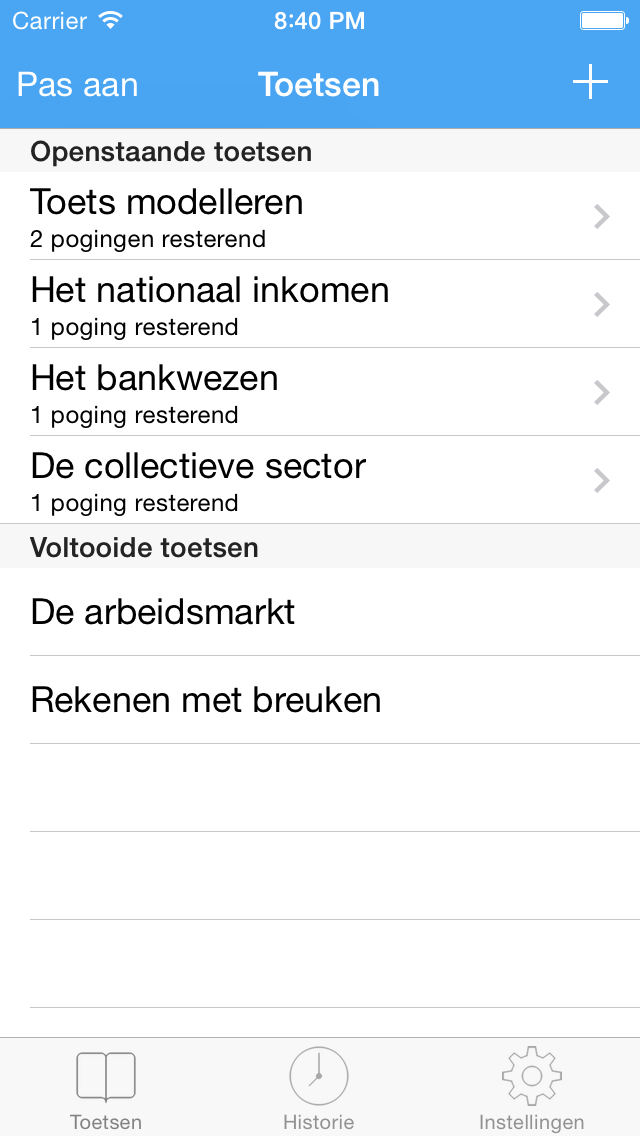 Carrier 8:40 PM
Pas aan Toetsen
Openstaande toetsen
Toets modelleren
2 pogingen resterend
Het nationaal inkomen
1 poging resterend
Het bankwezen
1 poging resterend
De collectieve sector
1 poging resterend
Voltooide toetsen
De arbeidsmarkt
Rekenen met breuken
Toetsen Historie Instellingen